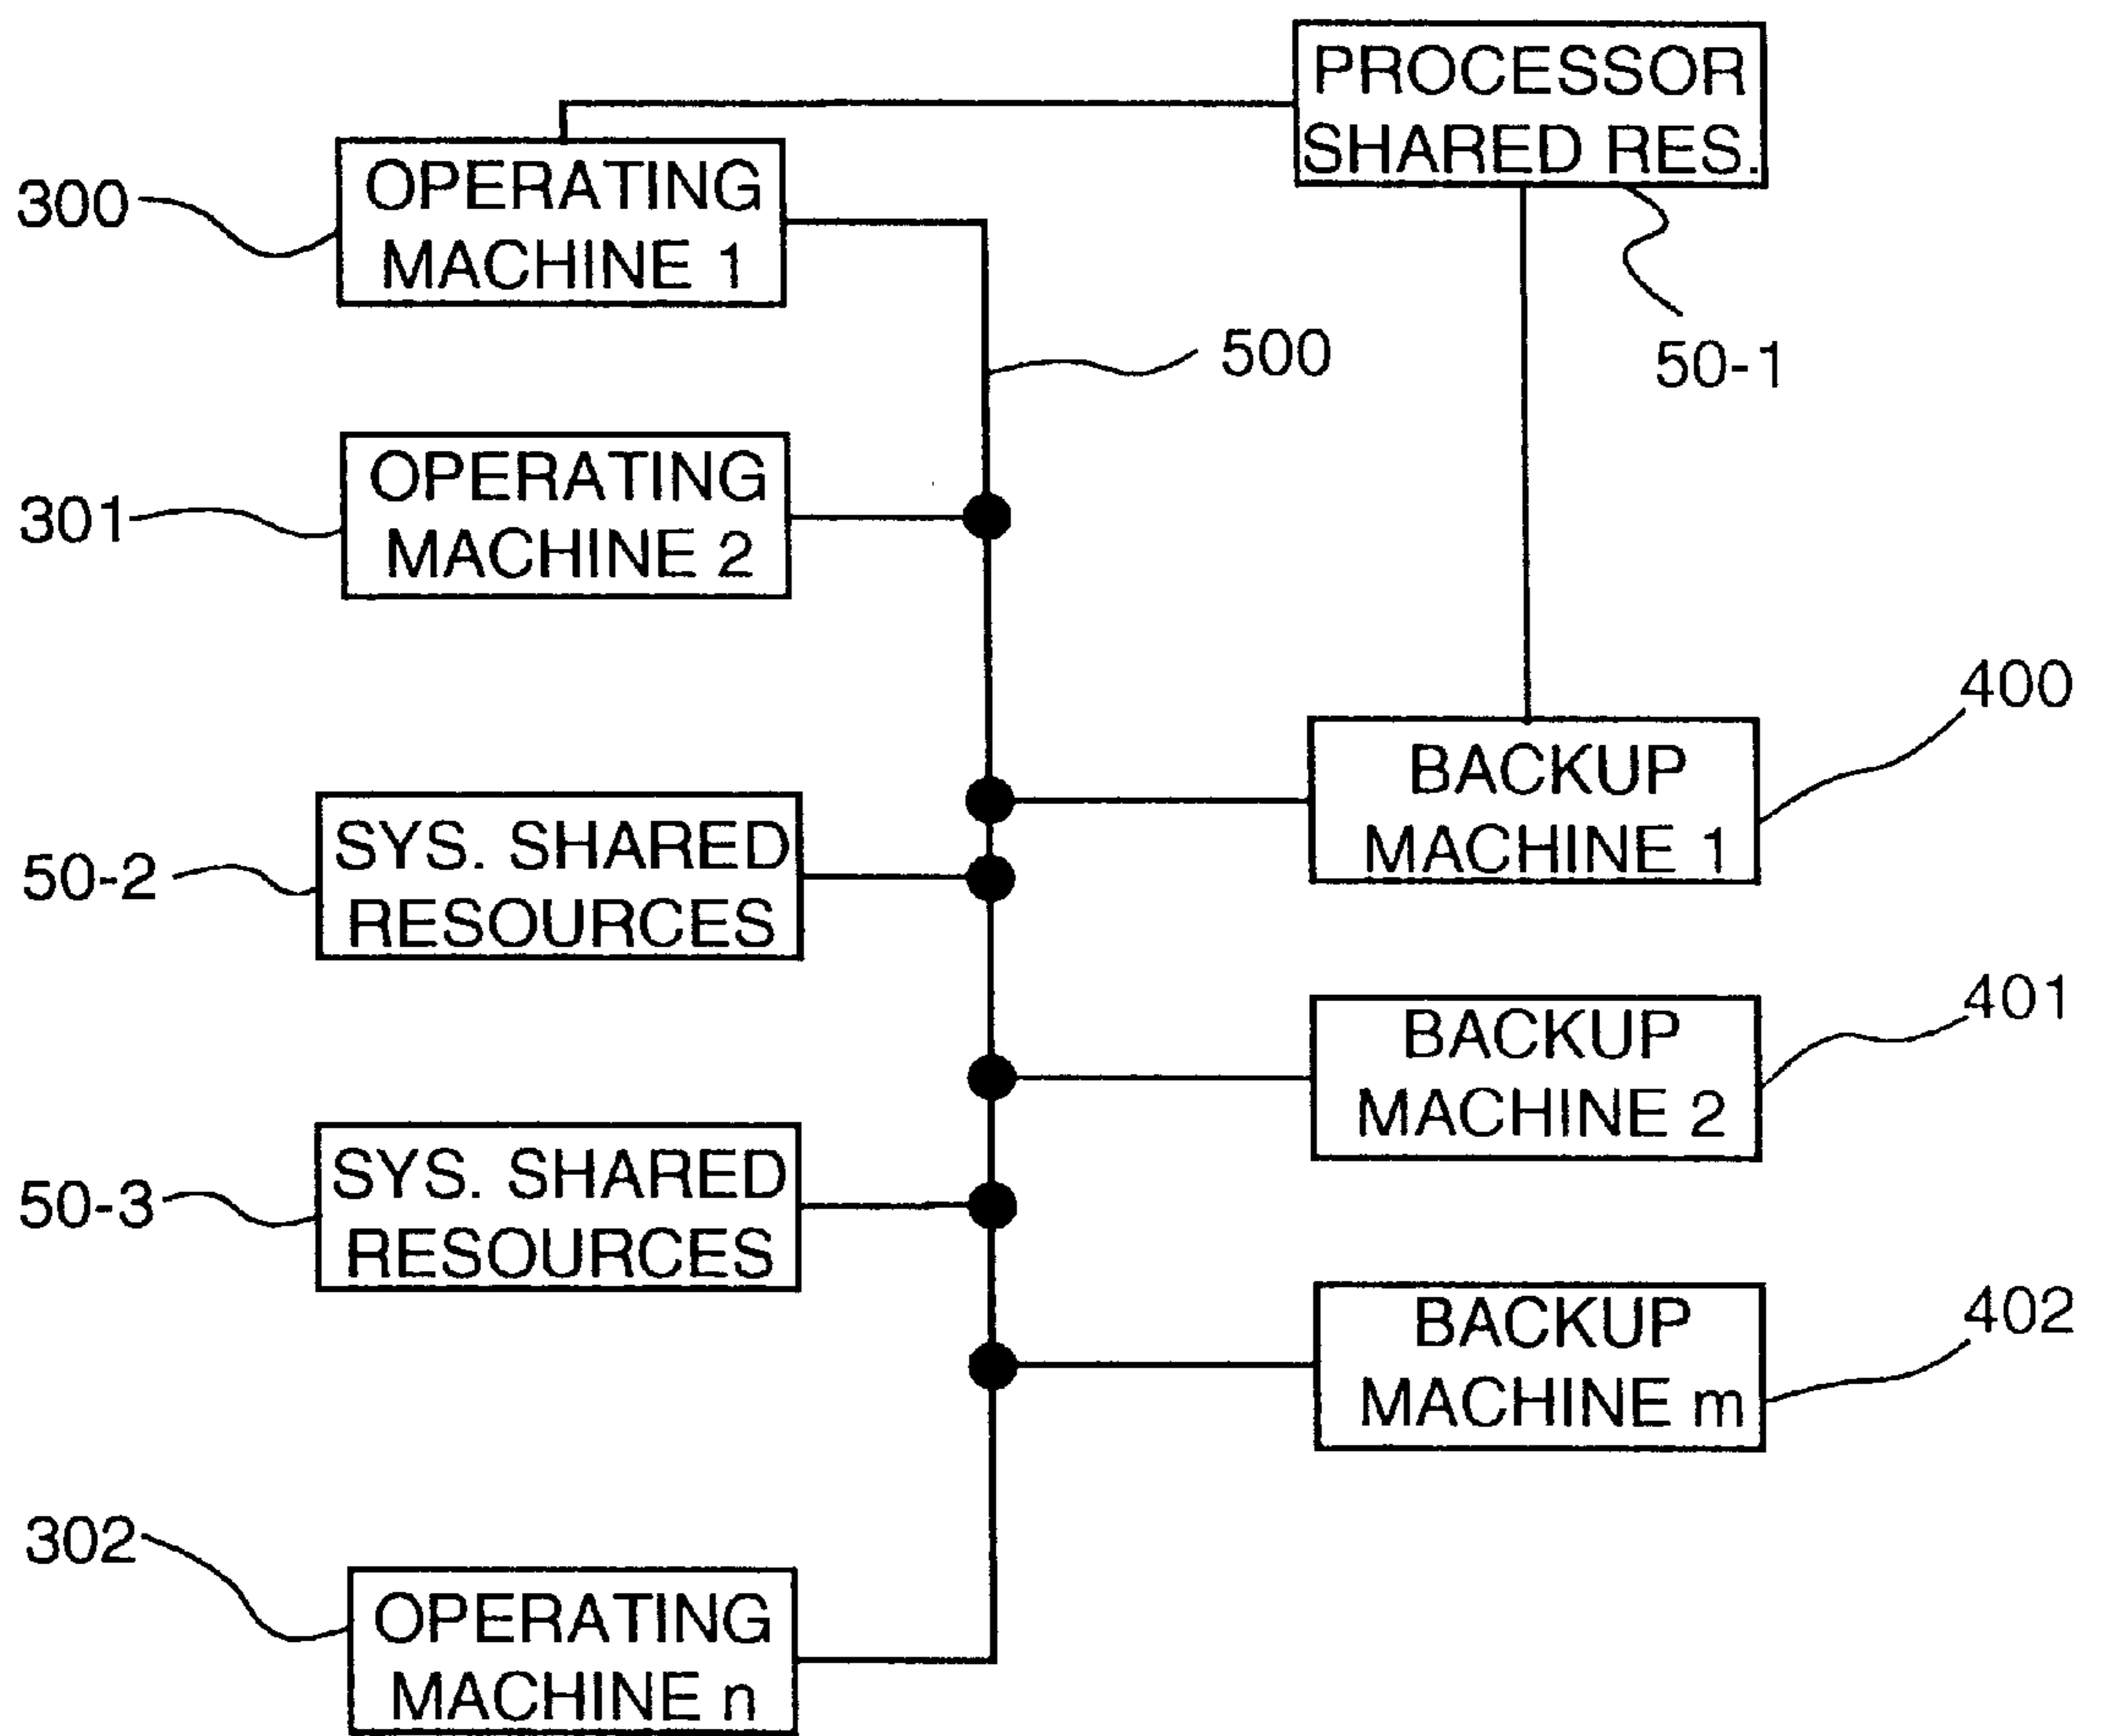 PROCESSOR
SHARED RES.
50-1
300
OPERATING
MACHINE 1
500
301
OPERATING
MACHINE 2
400
BACKUP
MACHINE 1
50-2
SYS. SHARED
RESOURCES
401
BACKUP
MACHINE 2
50-3
SYS. SHARED
RESOURCES
402
BACKUP
MACHINE m
302
OPERATING
MACHINE n